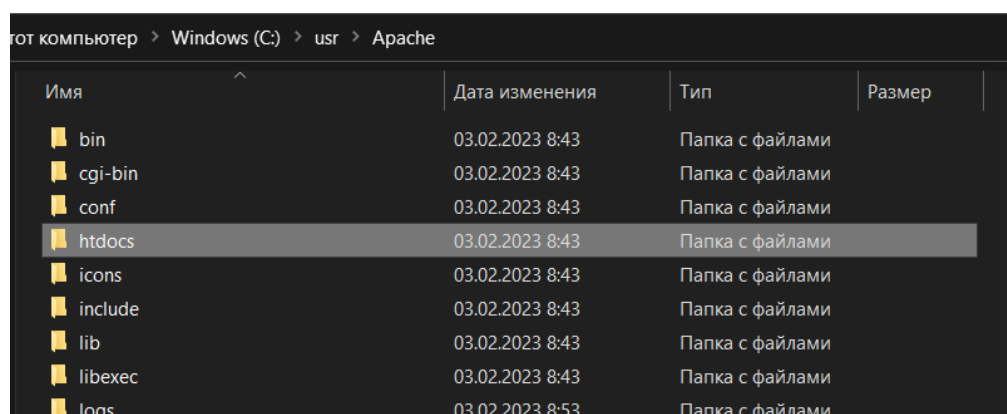 тот компьютер > Windows (C:) > usr > Apache
Имя Дата изменения Тип Размер
bin 03.02.2023 8:43 Папка с файлами
cgi-bin 03.02.2023 8:43 Папка с файлами
conf 03.02.2023 8:43 Папка с файлами
htdocs 03.02.2023 8:43 Папка с файлами
icons 03.02.2023 8:43 Папка с файлами
include 03.02.2023 8:43 Папка с файлами
lib 03.02.2023 8:43 Папка с файлами
libexec 03.02.2023 8:43 Папка с файлами
logs 03.02.2023 8:53 Папка с файлами